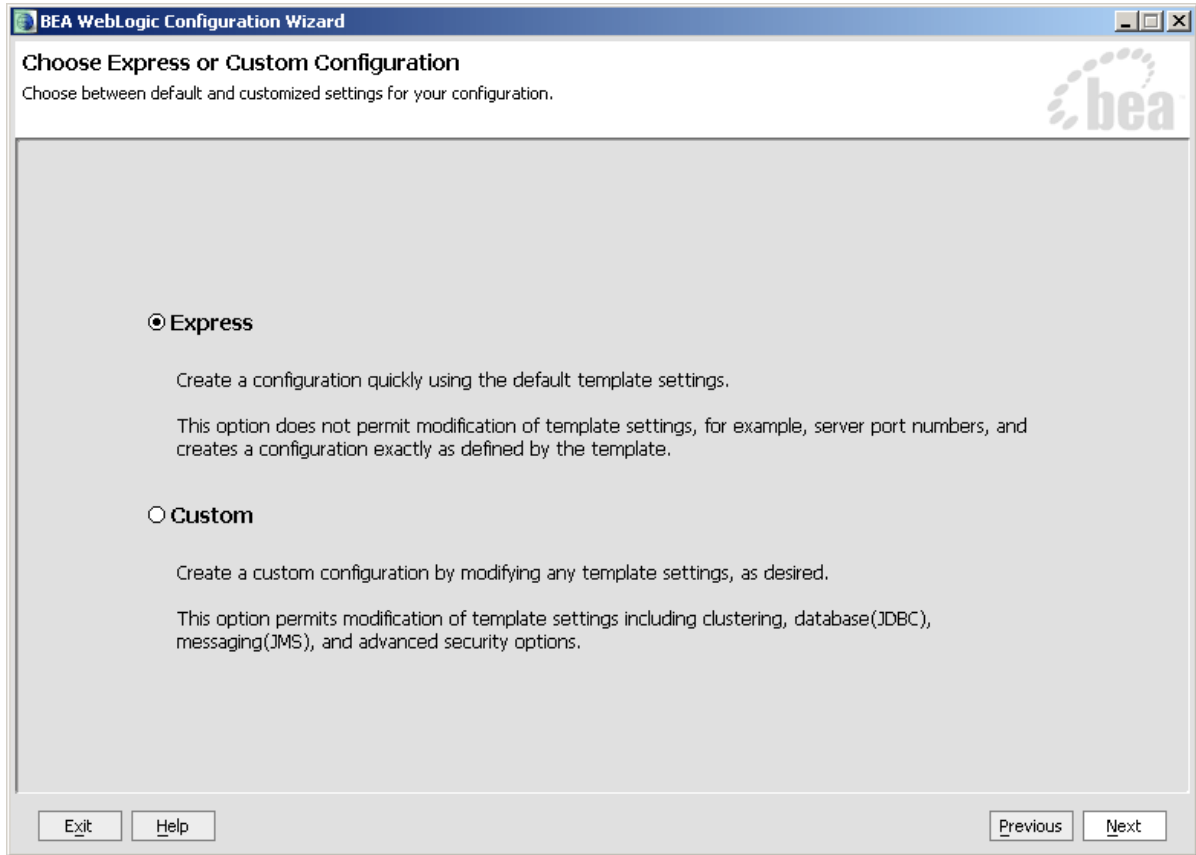 BEA WebLogic Configuration Wizard
Choose Express or Custom Configuration
Choose between default and customized settings for your configuration.
bea
Express
Create a configuration quickly using the default template settings.
This option does not permit modification of template settings, for example, server port numbers, and
creates a configuration exactly as defined by the template.
Custom
Create a custom configuration by modifying any template settings, as desired.
This option permits modification of template settings including clustering, database(JDBC),
messaging(JMS), and advanced security options.
Exit Help Previous Next